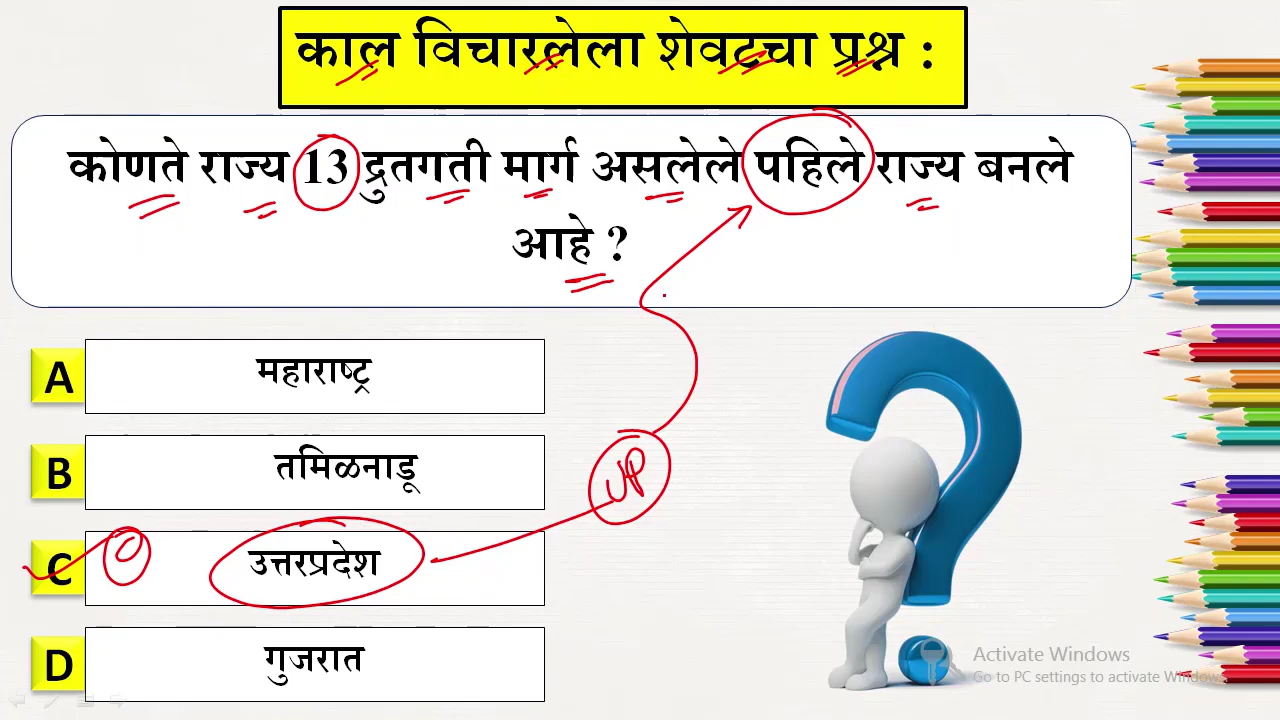 काल विचारलेला शेवटचा प्रश्न :
कोणते राज्य 13 द्रुतगती मार्ग असलेले पहिले राज्य बनले
आहे ?
A महाराष्ट्र
B तमिळनाडू
UP
C उत्तरप्रदेश
D गुजरात
Activate Windows
Go to PC settings to activate Windows.